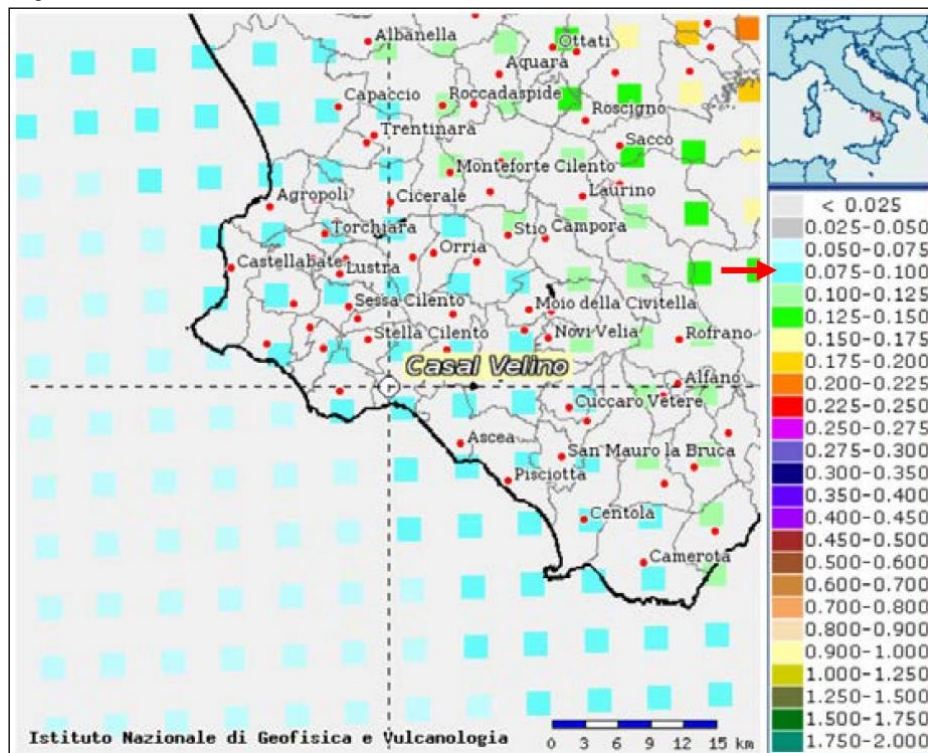 Albanella
Ottati
Aquara
Capaccio
Roccadaspide
Roscigno
Trentinara
Sacco
Monteforte Cilento
Laurino
Agropoli
Cicerale
Torchiara
Stio
Campora
Orria
Castellabate
Lustra
Sessa Cilento
Moio della Civitella
Stella Cilento
Novi Velia
Rofrano
Casal Velino
Alfano
Cuccaro Vetere
Ascea
San Mauro la Bruca
Pisciotta
Centola
Camerota
Istituto Nazionale di Geofisica e Vulcanologia
0 3 6 9 12 15 km
< 0.025
0.025-0.050
0.050-0.075
0.075-0.100
0.100-0.125
0.125-0.150
0.150-0.175
0.175-0.200
0.200-0.225
0.225-0.250
0.250-0.275
0.275-0.300
0.300-0.350
0.350-0.400
0.400-0.450
0.450-0.500
0.500-0.600
0.600-0.700
0.700-0.800
0.800-0.900
0.900-1.000
1.000-1.250
1.250-1.500
1.500-1.750
1.750-2.000